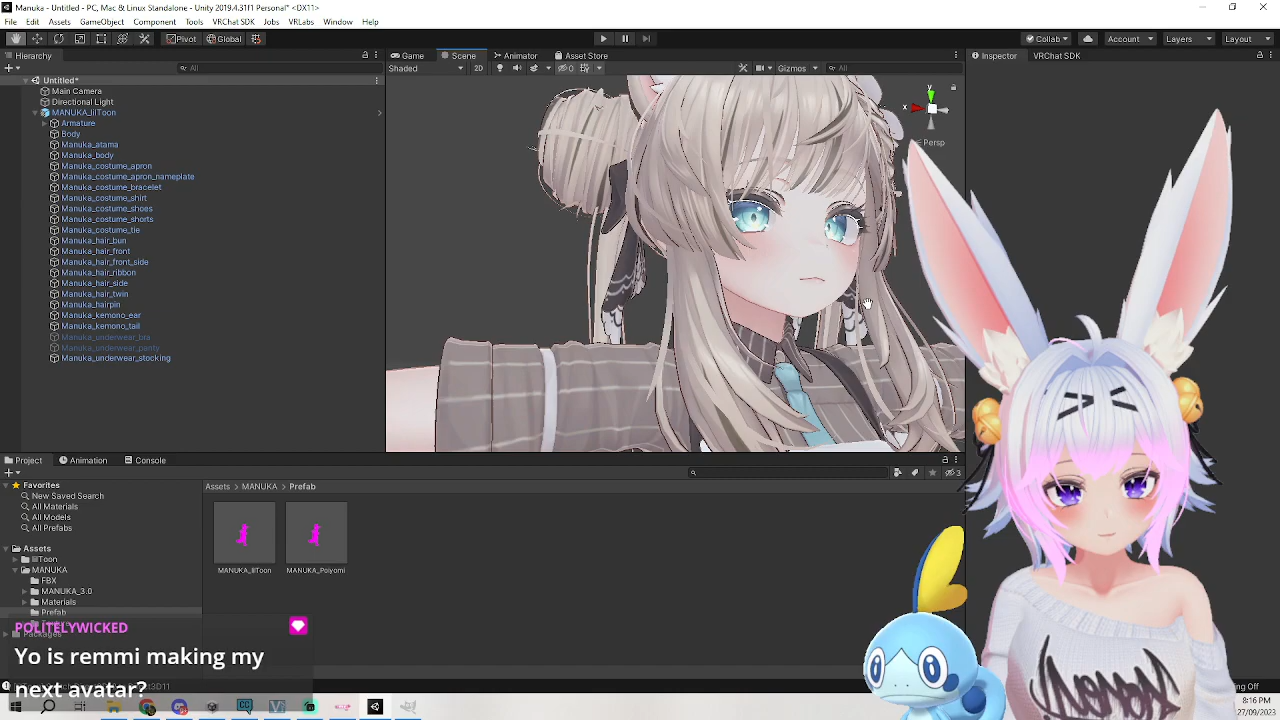 Manuka - Untitled - PC, Mac & Linux Standalone - Unity 2019.4.31f1 Personal* <DX11>
File Edit Assets GameObject Component Tools VRChat SDK Jobs VRLabs Window Help
Pivot Global Collab Account Layers Layout
Hierarchy Game Scene Animator Asset Store Inspector VRChat SDK
All Shaded 2D 0 Gizmos All
Untitled*
Main Camera
Directional Light
MANUKA_lilToon
Armature
Body
Manuka_atama
Manuka_body
Manuka_costume_apron
Manuka_costume_apron_nameplate
Manuka_costume_bracelet
Manuka_costume_shirt
Manuka_costume_shoes
Manuka_costume_shorts
Manuka_costume_tie
Manuka_hair_bun
Manuka_hair_front
Manuka_hair_front_side
Manuka_hair_ribbon
Manuka_hair_side
Manuka_hair_twin
Manuka_hairpin
Manuka_kemono_ear
Manuka_kemono_tail
Manuka_underwear_bra
Manuka_underwear_panty
Manuka_underwear_stocking
y
x
Persp
Project Animation Console
3
Favorites
New Saved Search
All Materials
All Models
All Prefabs
Assets
lilToon
MANUKA
FBX
MANUKA_3.0
Materials
Prefab
Assets > MANUKA > Prefab
MANUKA_lilToon MANUKA_Poiyomi
POLITELYWICKED
Yo is remmi making my
next avatar?
ng Off
8:16 PM
27/09/2023